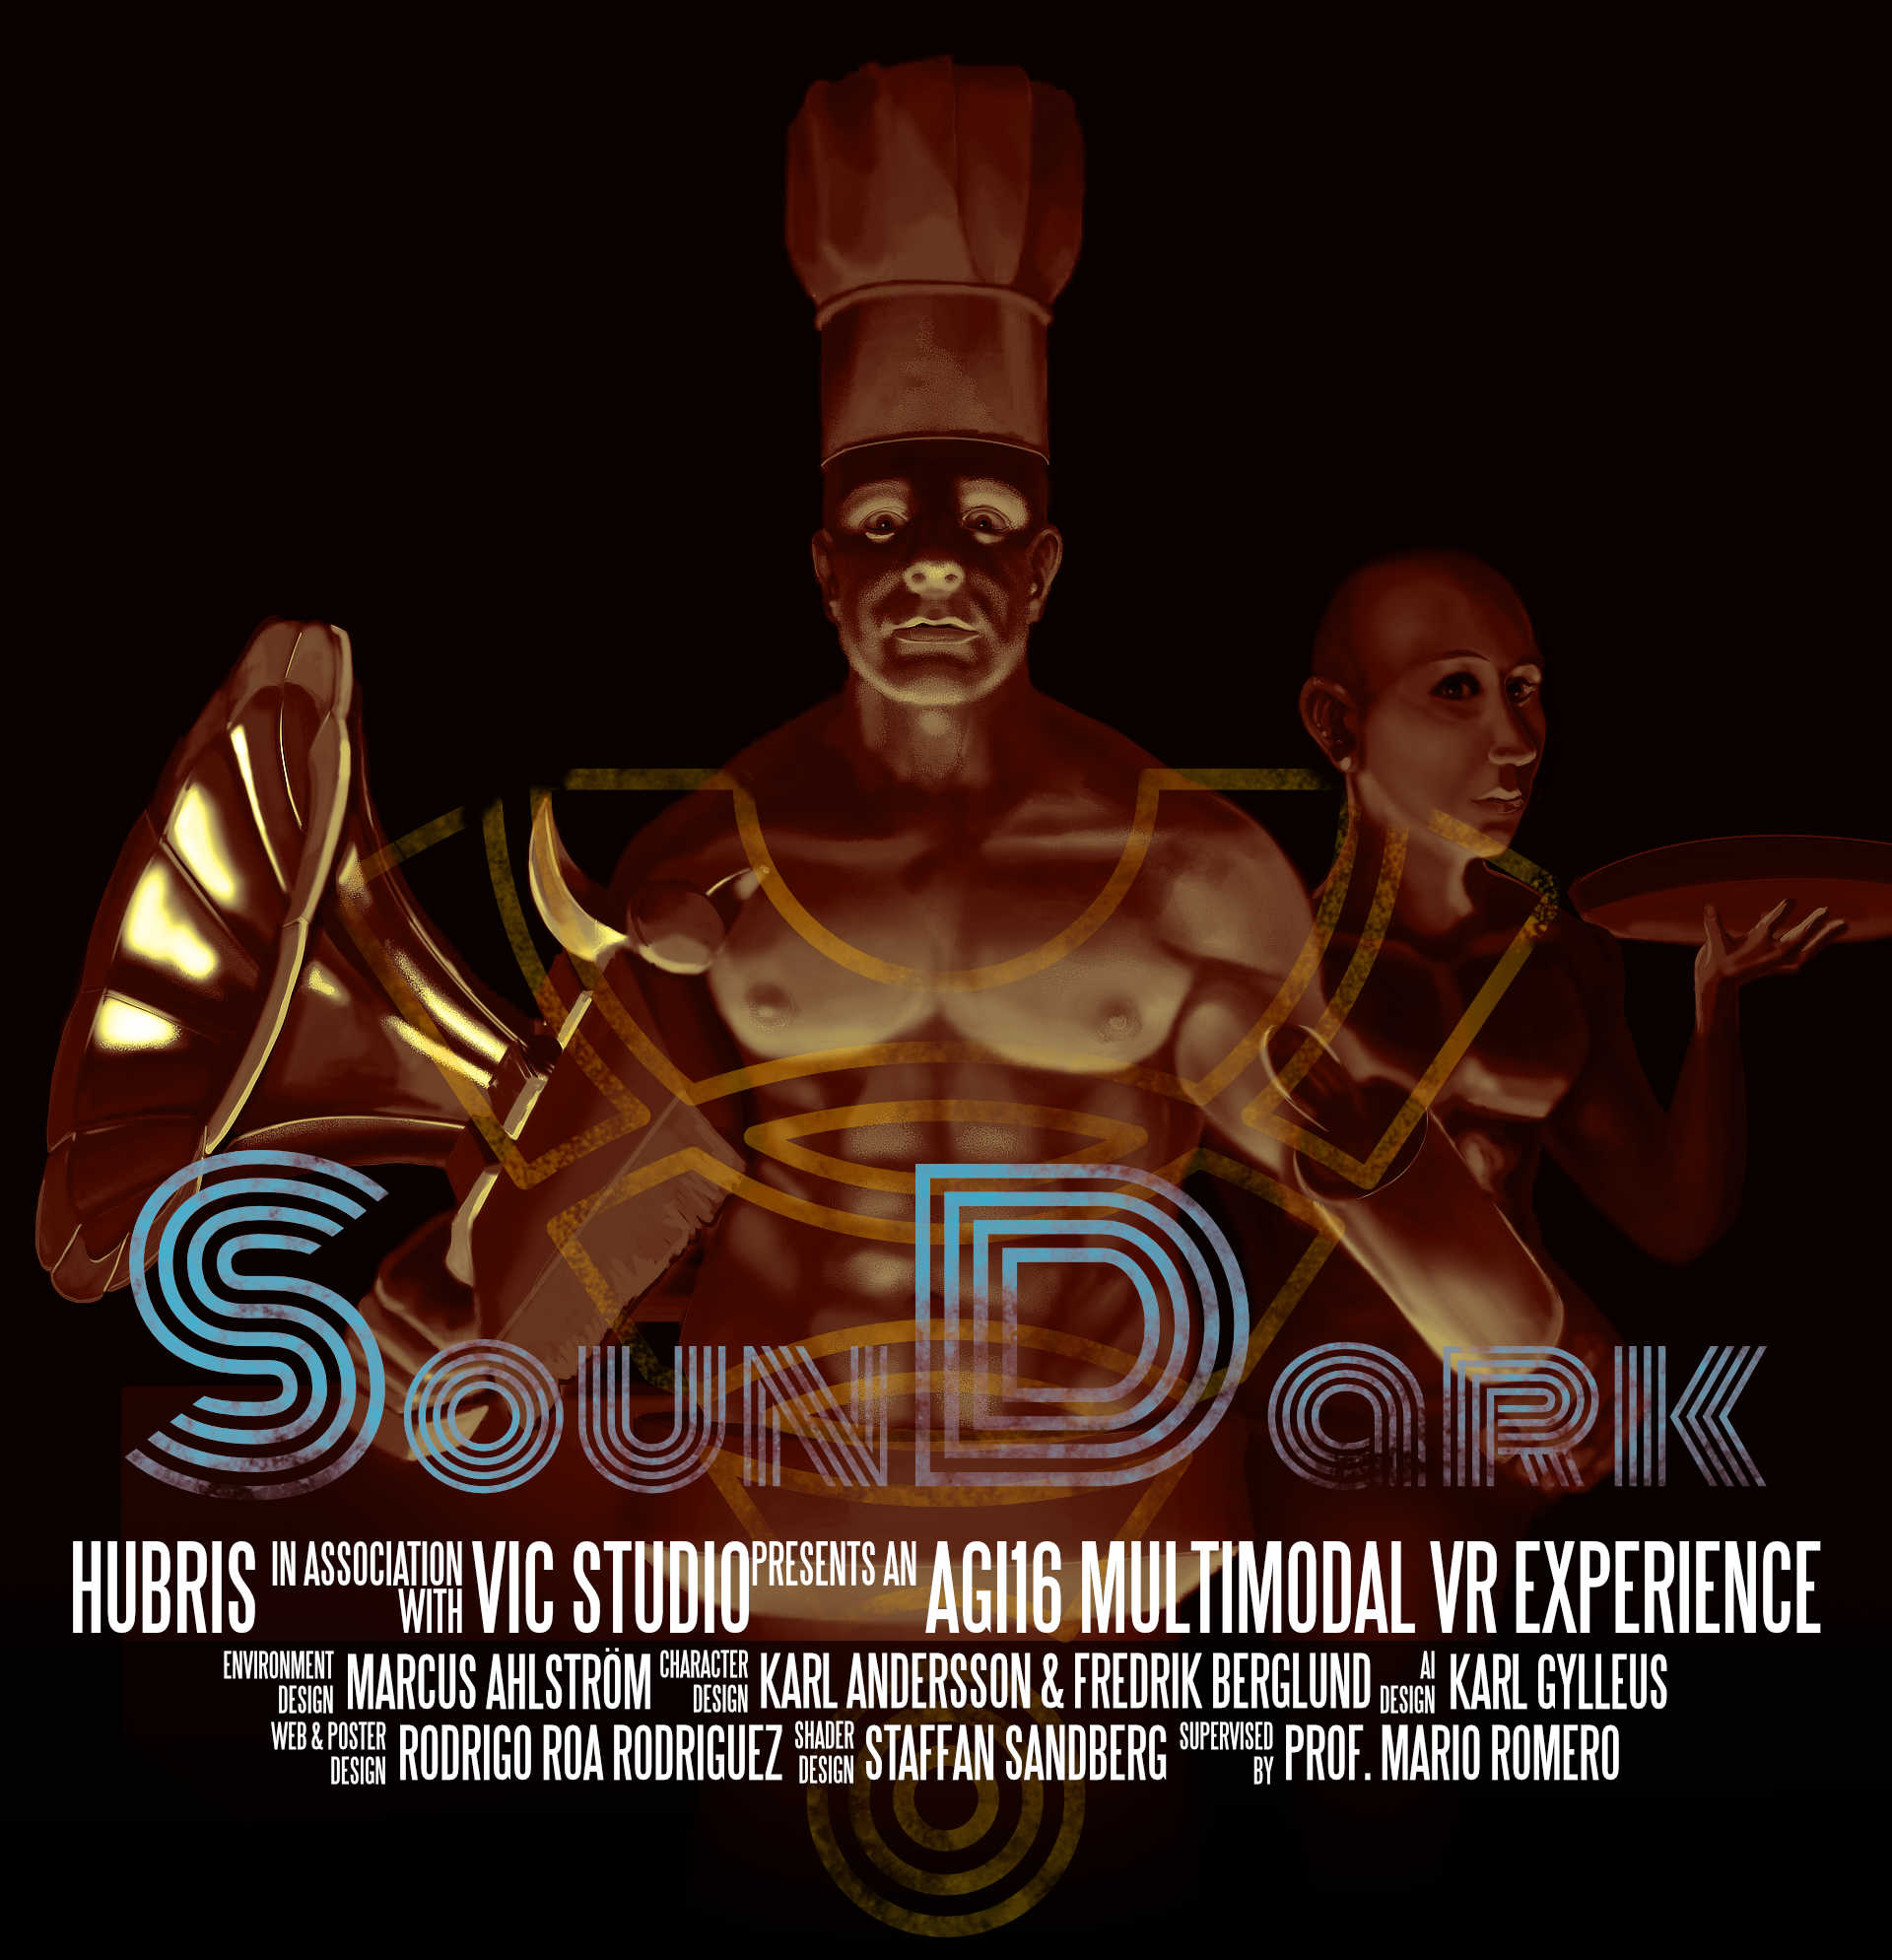 SounDark
HUBRIS IN ASSOCIATION WITH VIC STUDIO PRESENTS AN AGI16 MULTIMODAL VR EXPERIENCE
ENVIRONMENT DESIGN MARCUS AHLSTRÖM CHARACTER DESIGN KARL ANDERSSON & FREDRIK BERGLUND AI DESIGN KARL GYLLEUS
WEB & POSTER DESIGN RODRIGO ROA RODRIGUEZ SHADER DESIGN STAFFAN SANDBERG SUPERVISED BY PROF. MARIO ROMERO